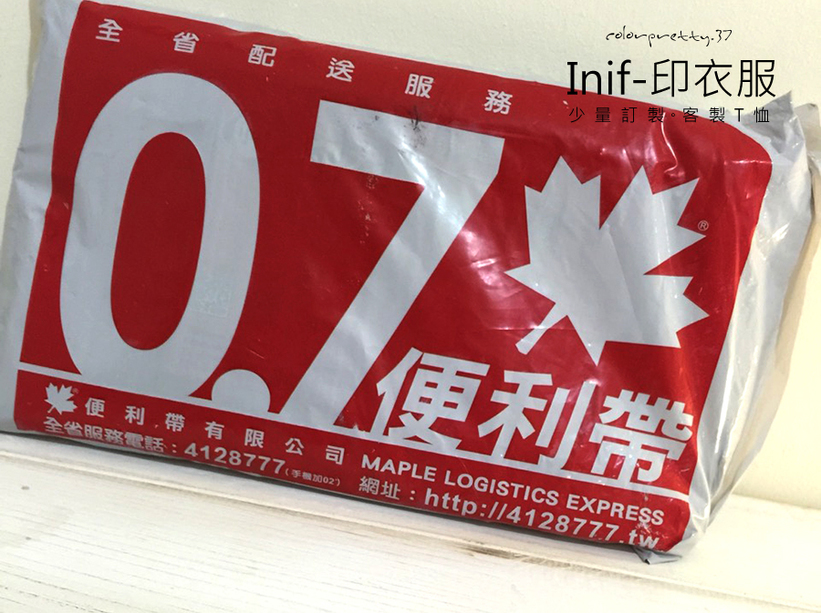 colorpretty.37
Inif-印衣服
少量訂製。客製T恤
全省配送服務
0.7
®
便利帶
便利帶有限公司 MAPLE LOGISTICS EXPRESS
全省服務電話:4128777(手機加02) 網址:http://4128777.tw